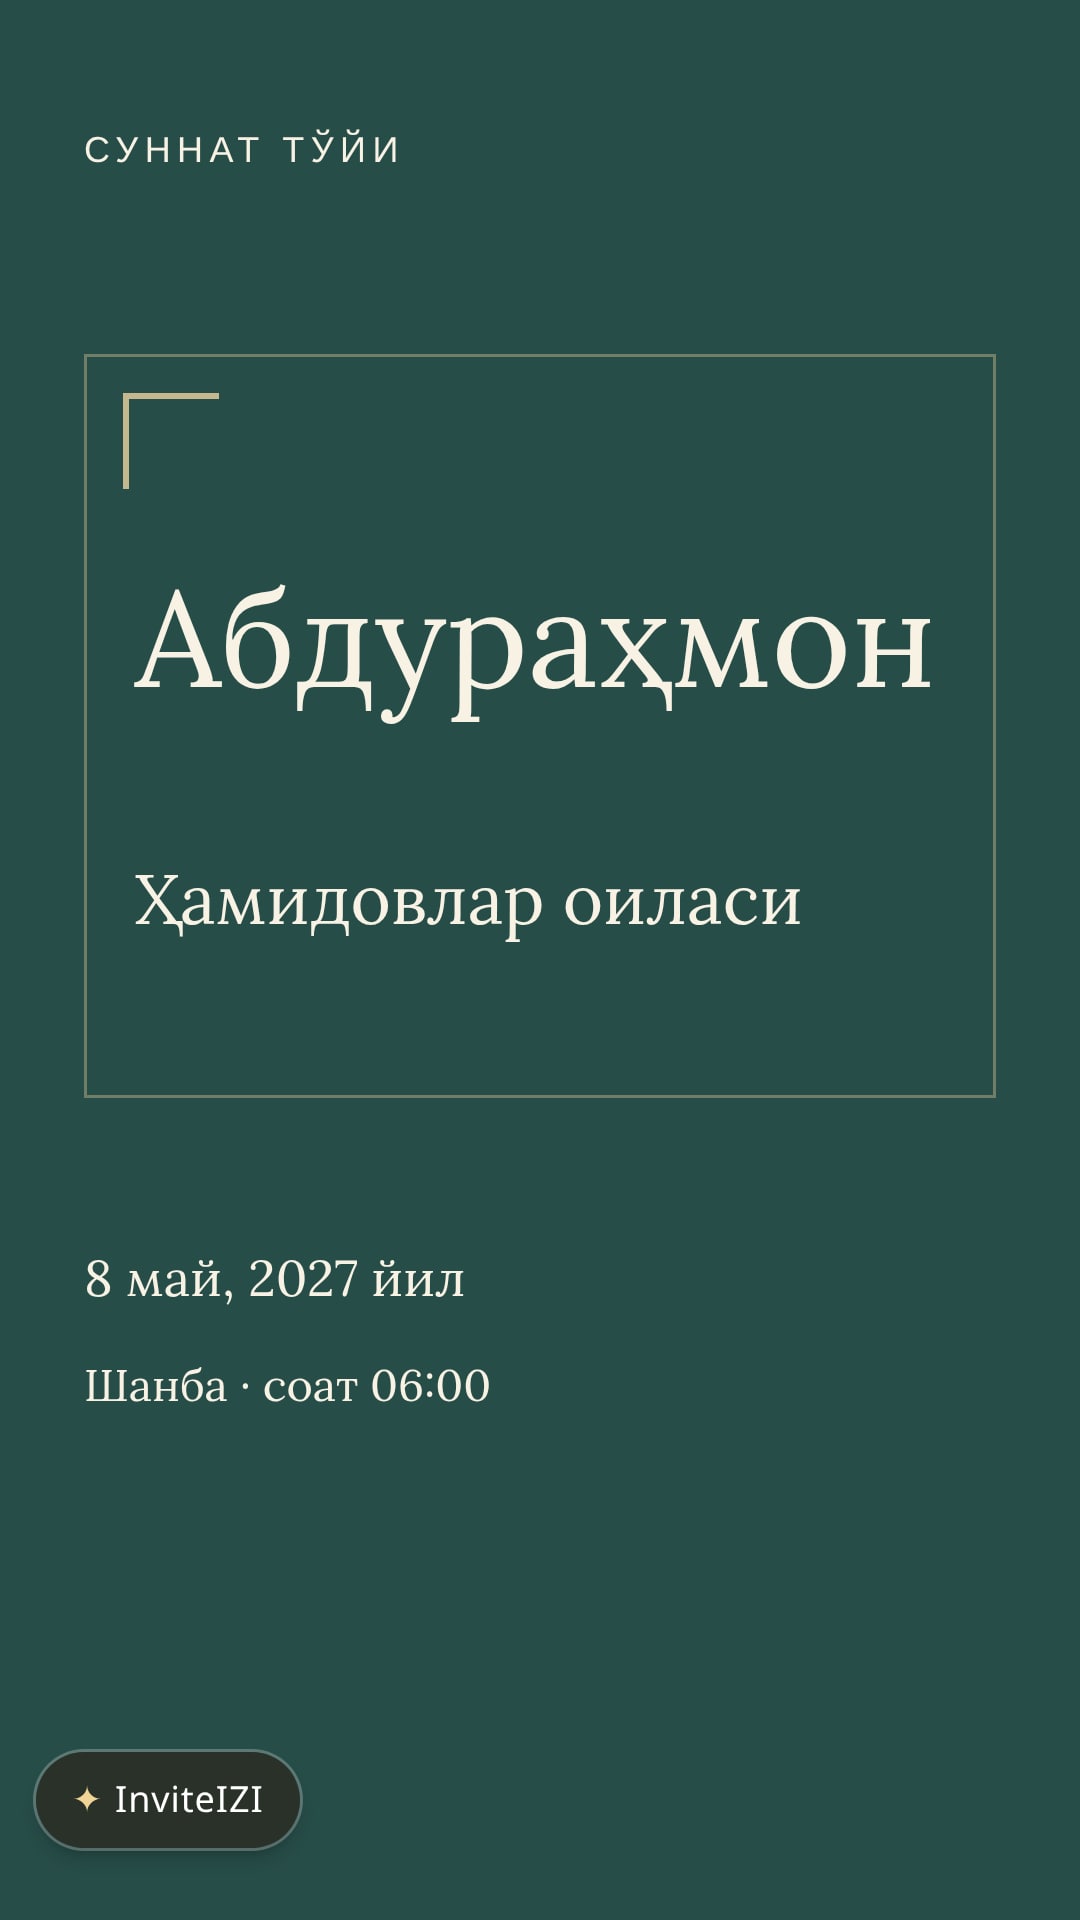 СУННАТ ТЎЙИ
Абдураҳмон
Ҳамидовлар оиласи
8 май, 2027 йил
Шанба · соат 06:00
✦ InviteIZI